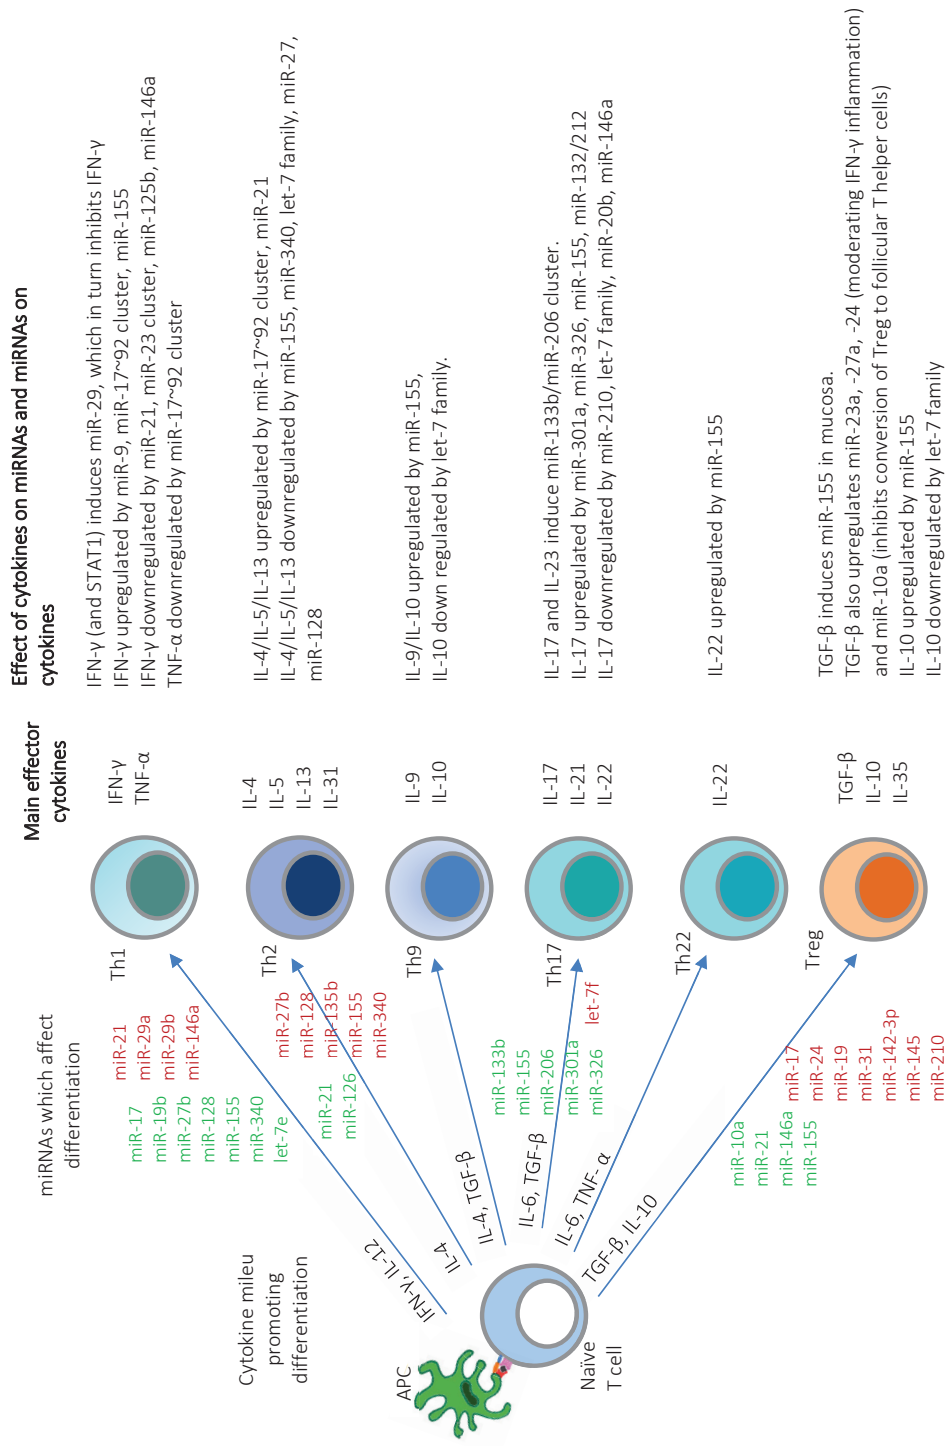 Cytokine mileu
promoting
differentiation
miRNAs which affect
differentiation
Main effector
cytokines
Effect of cytokines on miRNAs and miRNAs on
cytokines
APC
Naïve
T cell
IFN-γ, IL-12
miR-17
miR-19b
miR-27b
miR-128
miR-155
miR-340
let-7e
miR-21
miR-29a
miR-29b
miR-146a
Th1
IFN-γ
TNF-α
IFN-γ (and STAT1) induces miR-29, which in turn inhibits IFN-γ
IFN-γ upregulated by miR-9, miR-17~92 cluster, miR-155
IFN-γ downregulated by miR-21, miR-23 cluster, miR-125b, miR-146a
TNF-α downregulated by miR-17~92 cluster
IL-4
miR-21
miR-126
miR-27b
miR-128
miR-135b
miR-155
miR-340
Th2
IL-4
IL-5
IL-13
IL-31
IL-4/IL-5/IL-13 upregulated by miR-17~92 cluster, miR-21
IL-4/IL-5/IL-13 downregulated by miR-155, miR-340, let-7 family, miR-27,
miR-128
IL-4, TGF-β
Th9
IL-9
IL-10
IL-9/IL-10 upregulated by miR-155,
IL-10 down regulated by let-7 family.
IL-6, TGF-β
miR-133b
miR-155
miR-206
miR-301a
miR-326
let-7f
Th17
IL-17
IL-21
IL-22
IL-17 and IL-23 induce miR-133b/miR-206 cluster.
IL-17 upregulated by miR-301a, miR-326, miR-155, miR-132/212
IL-17 downregulated by miR-210, let-7 family, miR-20b, miR-146a
IL-6, TNF- α
Th22
IL-22
IL-22 upregulated by miR-155
TGF-β, IL-10
miR-10a
miR-21
miR-146a
miR-155
miR-17
miR-24
miR-19
miR-31
miR-142-3p
miR-145
miR-210
Treg
TGF-β
IL-10
IL-35
TGF-β induces miR-155 in mucosa.
TGF-β also upregulates miR-23a, -27a, -24 (moderating IFN-γ inflammation)
and miR-10a (inhibits conversion of Treg to follicular T helper cells)
IL-10 upregulated by miR-155
IL-10 downregulated by let-7 family